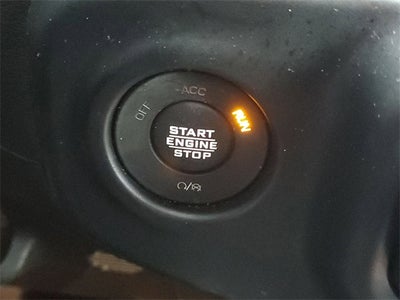 ACC
OFF
RUN
START
ENGINE
STOP